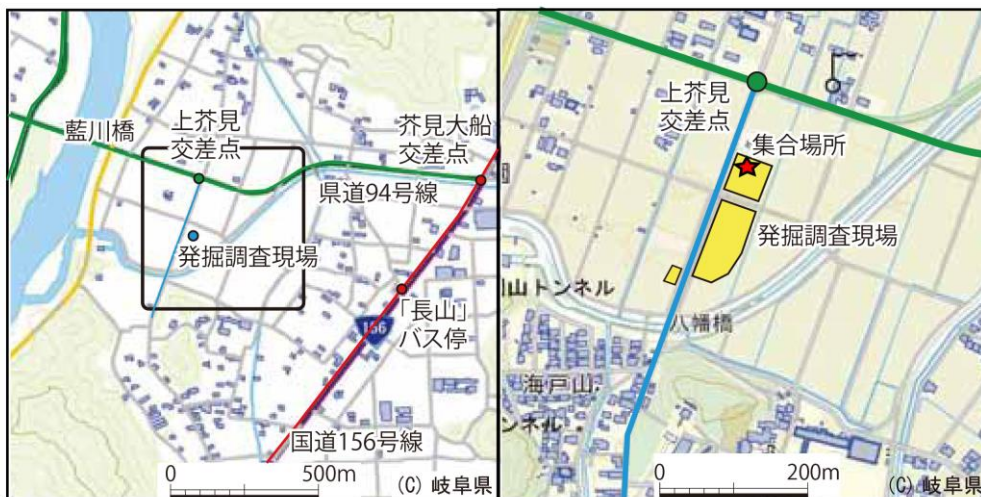 藍川橋
上芥見
交差点
芥見大船
交差点
県道94号線
発掘調査現場
「長山」
バス停
156
国道156号線
0
500m
(C) 岐阜県
上芥見
交差点
集合場所
発掘調査現場
山トンネル
八幡橋
海戸山
ンネル
0
200m
(C) 岐阜県